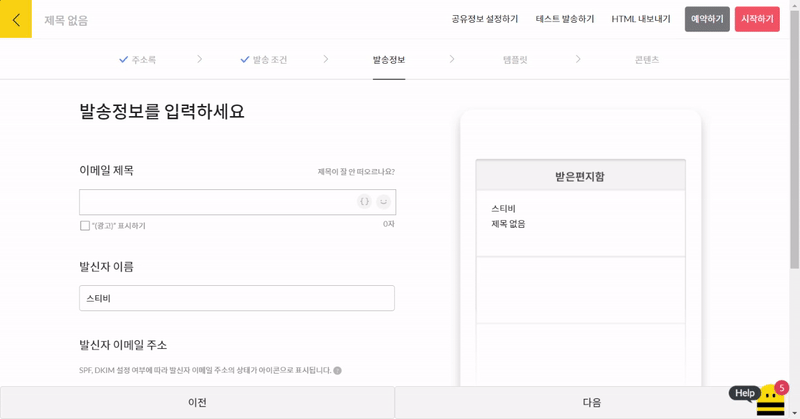 제목 없음
공유정보 설정하기 테스트 발송하기 HTML 내보내기 예약하기 시작하기
주소록 발송 조건 발송정보 템플릿 콘텐츠
발송정보를 입력하세요
이메일 제목
제목이 잘 안 떠오르나요?
{}
"(광고)" 표시하기
0자
발신자 이름
스티비
발신자 이메일 주소
SPF, DKIM 설정 여부에 따라 발신자 이메일 주소의 상태가 아이콘으로 표시됩니다.
받은편지함
스티비
제목 없음
이전
다음
Help
5